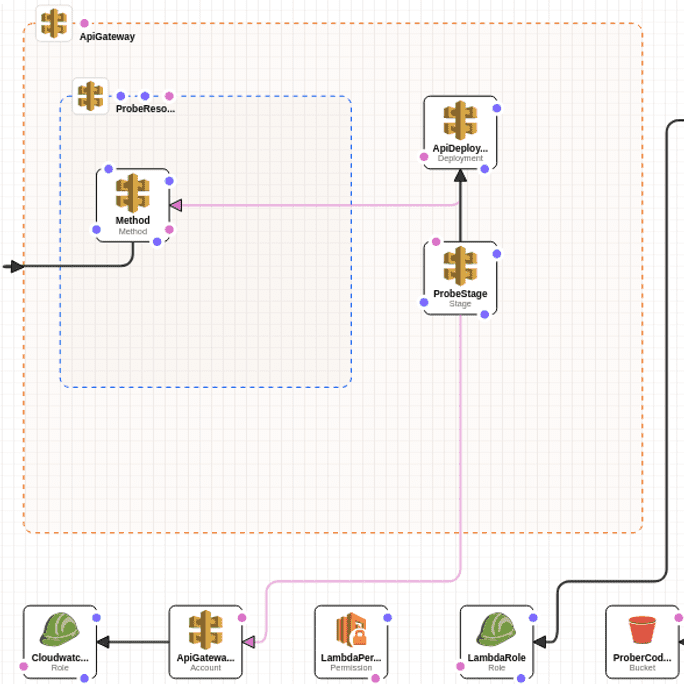 ApiGateway
ProbeReso...
ApiDeploy...
Deployment
Method
Method
ProbeStage
Stage
Cloudwatc...
Role
ApiGatewa...
Account
LambdaPer...
Permission
LambdaRole
Role
ProberCod...
Bucket